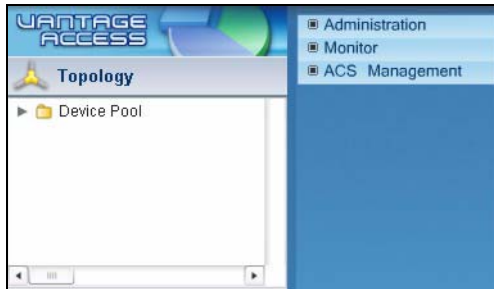 VANTAGE
ACCESS
Topology
Device Pool
Administration
Monitor
ACS Management